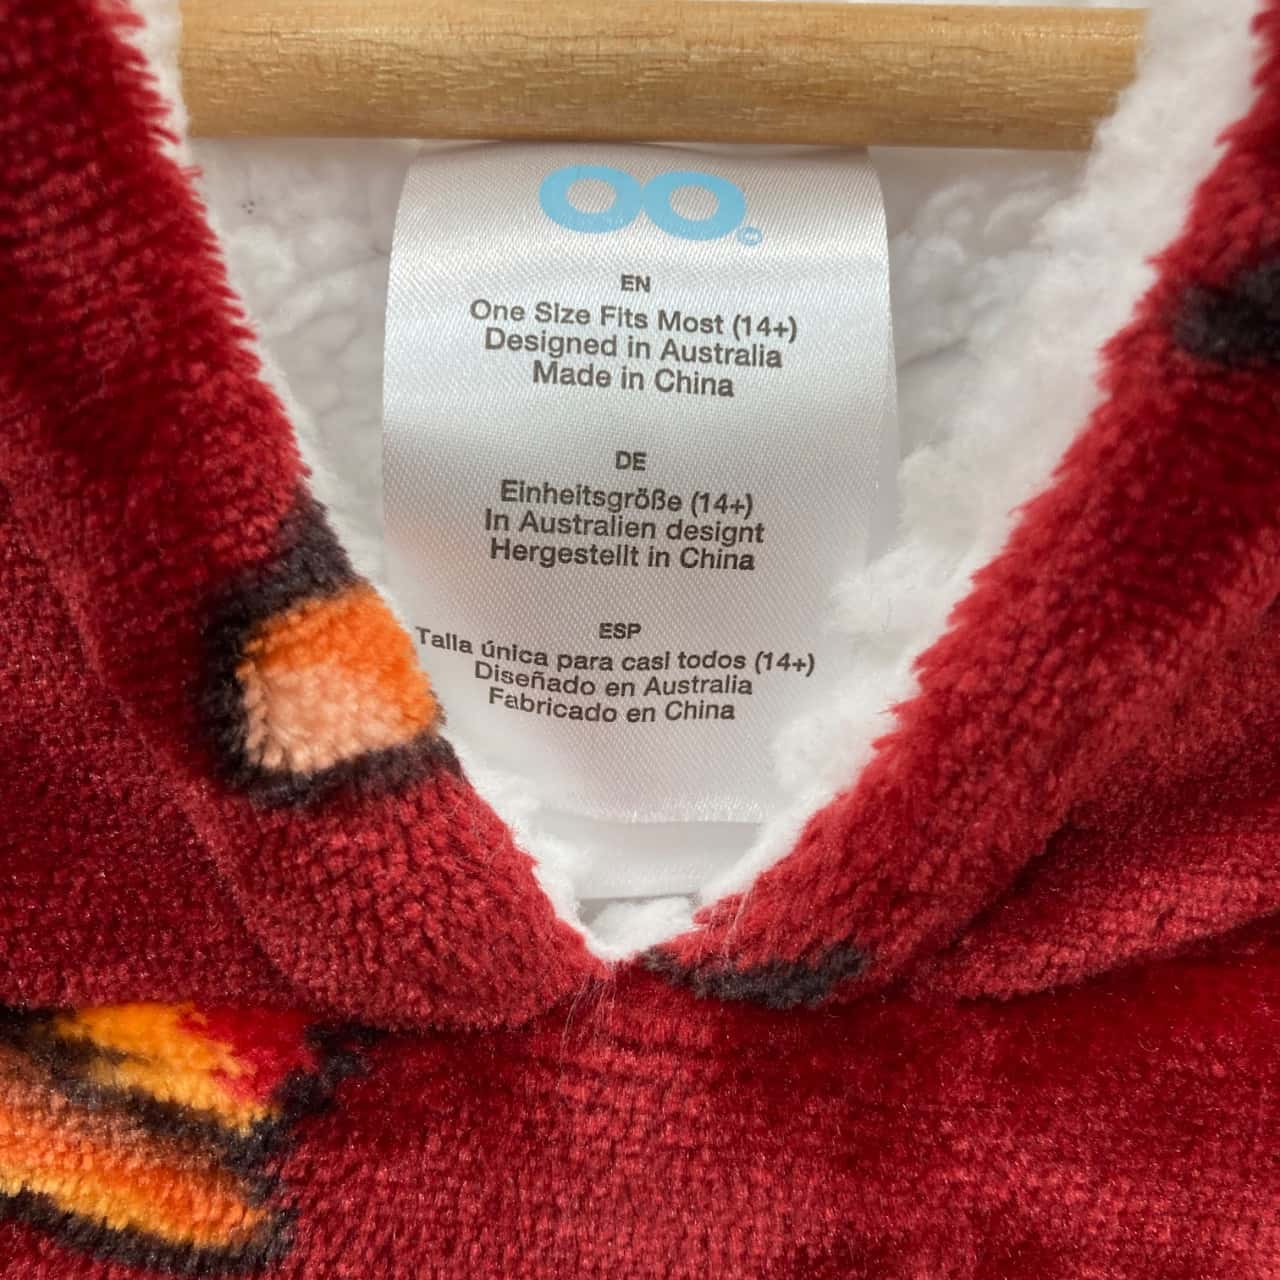 OO
EN
One Size Fits Most (14+)
Designed in Australia
Made in China
DE
Einheitsgröße (14+)
In Australien designt
Hergestellt in China
ESP
Talla única para casi todos (14+)
Diseñado en Australia
Fabricado en China